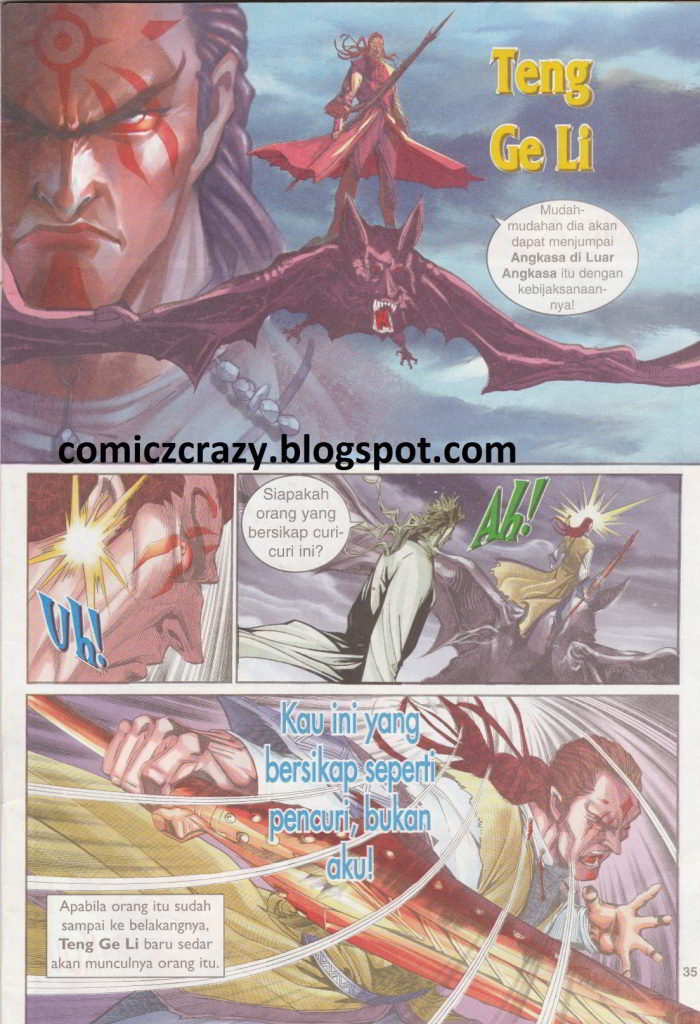 Teng
Ge Li
Mudah-
mudahan dia akan
dapat menjumpai
Angkasa di Luar
Angkasa itu dengan
kebijaksanaan-
nya!
comiczcrazy.blogspot.com
Uh!
Siapakah
orang yang
bersikap curi-
curi ini?
Ah!
Kau ini yang
bersikap seperti
pencuri, bukan
aku!
Apabila orang itu sudah
sampai ke belakangnya,
Teng Ge Li baru sedar
akan munculnya orang itu.
35